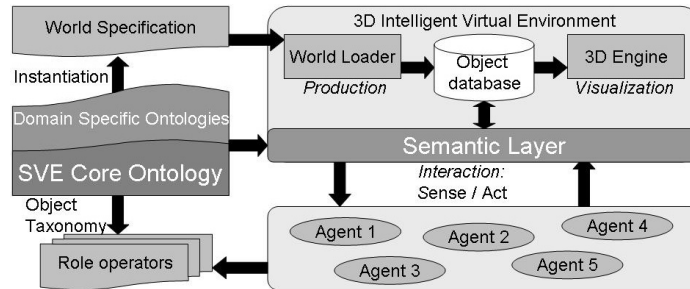 World Specification
3D Intelligent Virtual Environment
World Loader
Object
database
3D Engine
Instantiation
Production
Visualization
Domain Specific Ontologies
Semantic Layer
SVE Core Ontology
Interaction:
Sense / Act
Object
Taxonomy
Agent 1
Agent 2
Agent 4
Agent 3
Agent 5
Role operators